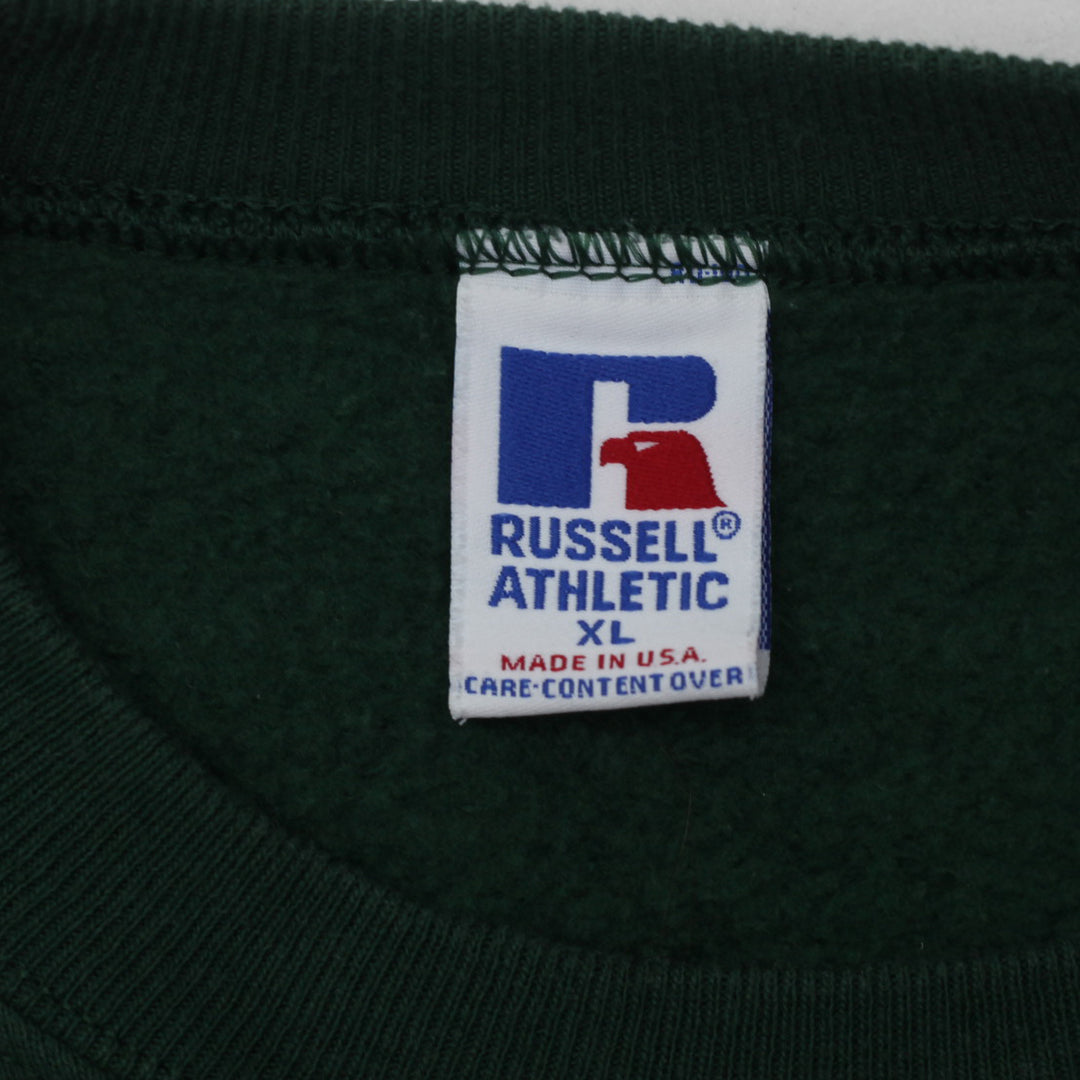 RUSSELL®
ATHLETIC
XL
MADE IN U.S.A.
CARE·CONTENT OVER